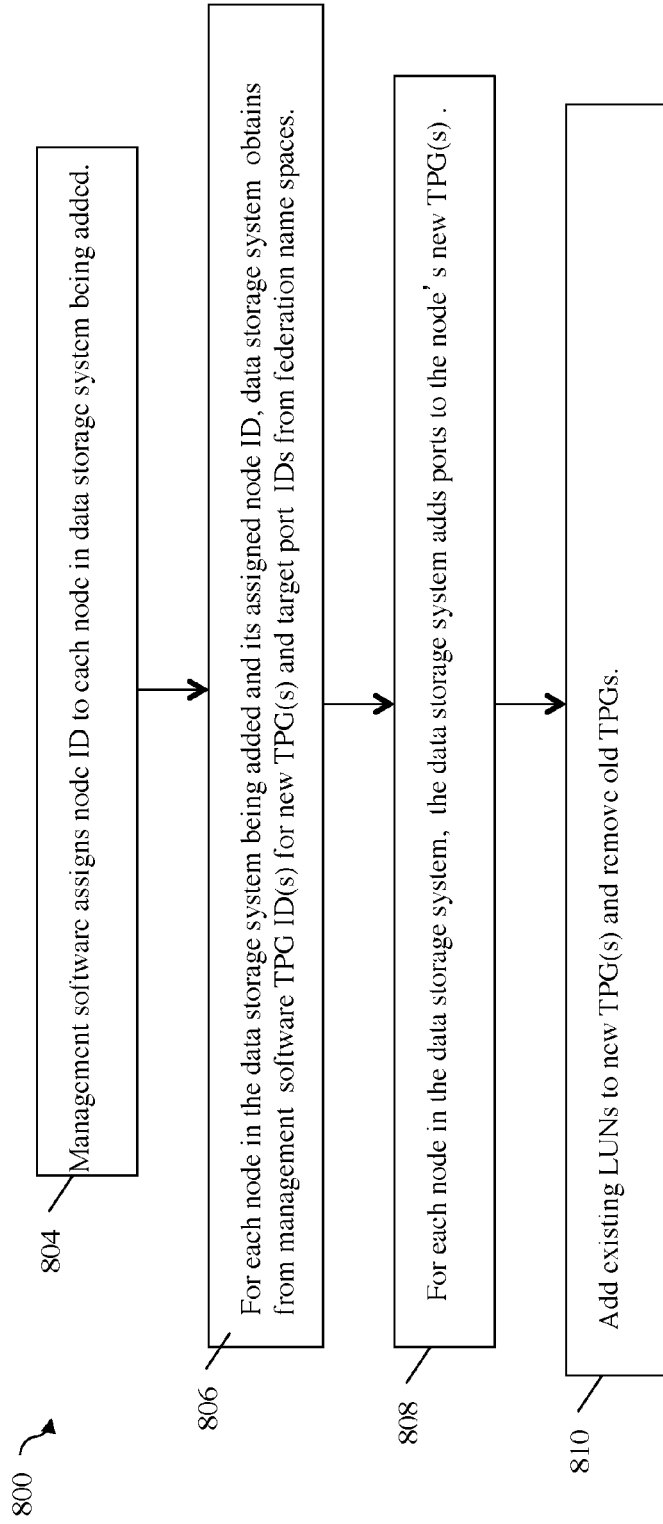 800
804
Management software assigns node ID to each node in data storage system being added.
806
For each node in the data storage system being added and its assigned node ID, data storage system obtains
from management software TPG ID(s) for new TPG(s) and target port IDs from federation name spaces.
808
For each node in the data storage system, the data storage system adds ports to the node's new TPG(s) .
810
Add existing LUNs to new TPG(s) and remove old TPGs.